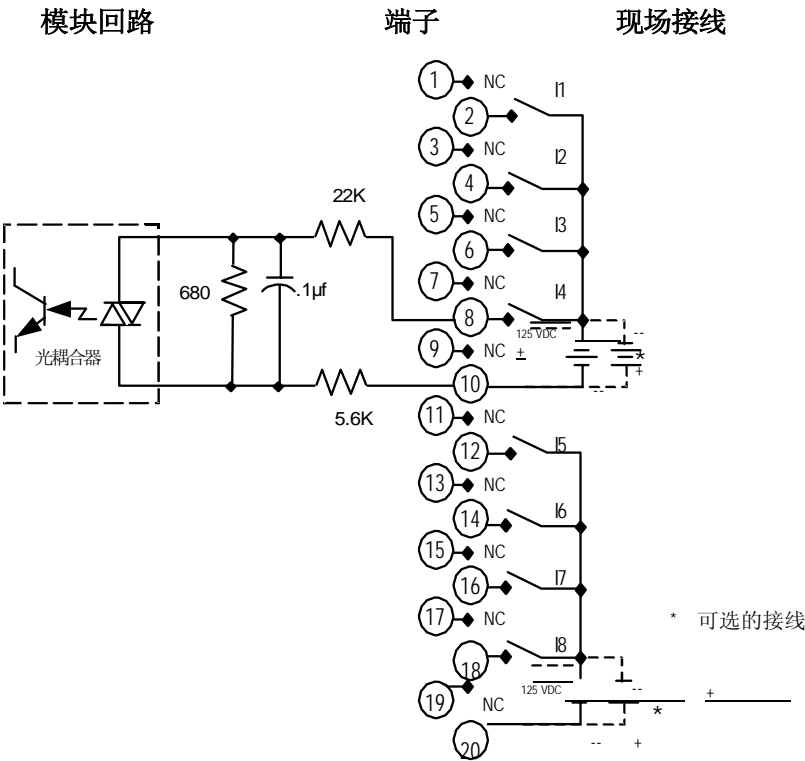 模块回路 端子 现场接线
1 NC I1
2
3 NC I2
4
22K
5 NC I3
6
680 .1µf
7 NC I4
8
125 VDC
9 NC + -- *
光耦合器
10 -- +
5.6K
11 NC
12 I5
13 NC
14 I6
15 NC
16 I7
17 NC
* 可选的接线
18 I8
125 VDC -- +
19 NC *
20 -- +